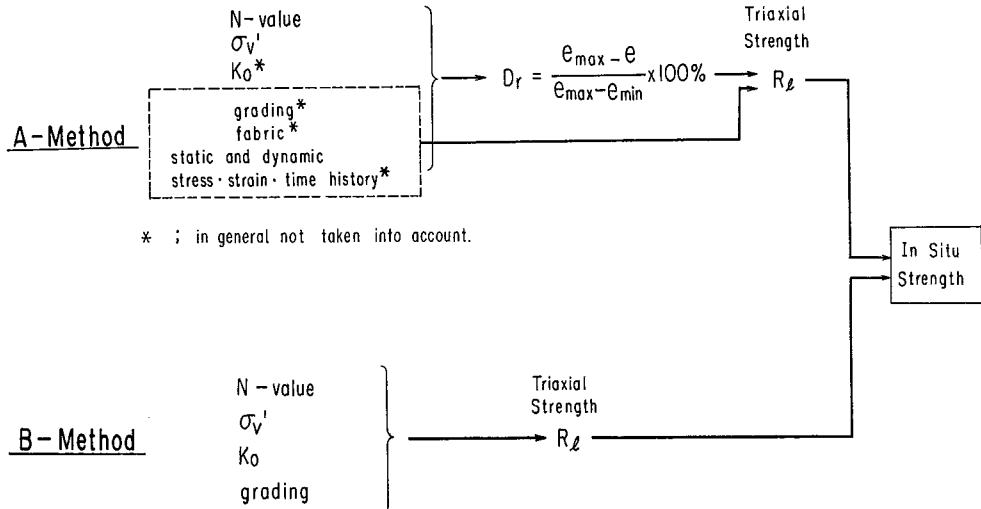 N-value
σv'
Ko*
grading*
fabric*
static and dynamic
stress·strain·time history*
A-Method
Dr = (emax - e) / (emax - emin) x100%
Triaxial
Strength
Rℓ
* ; in general not taken into account.
In Situ
Strength
N-value
σv'
Ko
grading
B-Method
Triaxial
Strength
Rℓ